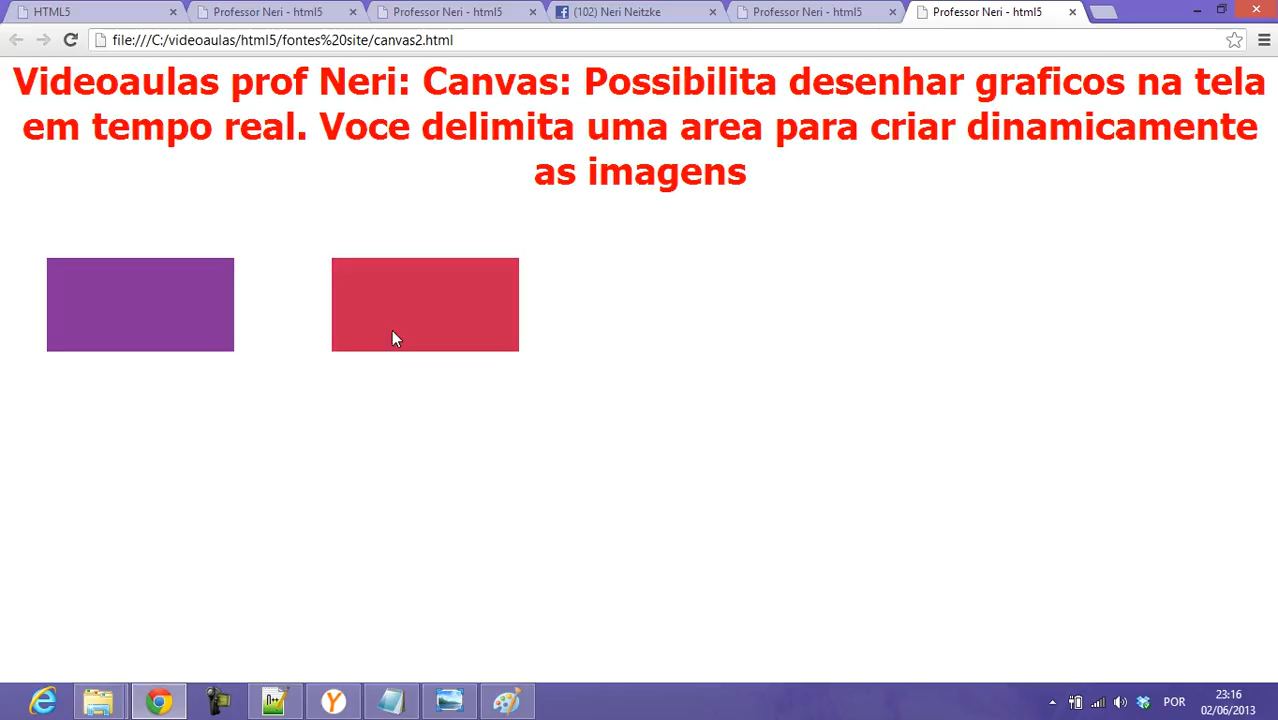 HTML5
Professor Neri - html5
Professor Neri - html5
(102) Neri Neitzke
Professor Neri - html5
Professor Neri - html5
file:///C:/videoaulas/html5/fontes%20site/canvas2.html
Videoaulas prof Neri: Canvas: Possibilita desenhar graficos na tela
em tempo real. Voce delimita uma area para criar dinamicamente
as imagens
POR
23:16
02/06/2013